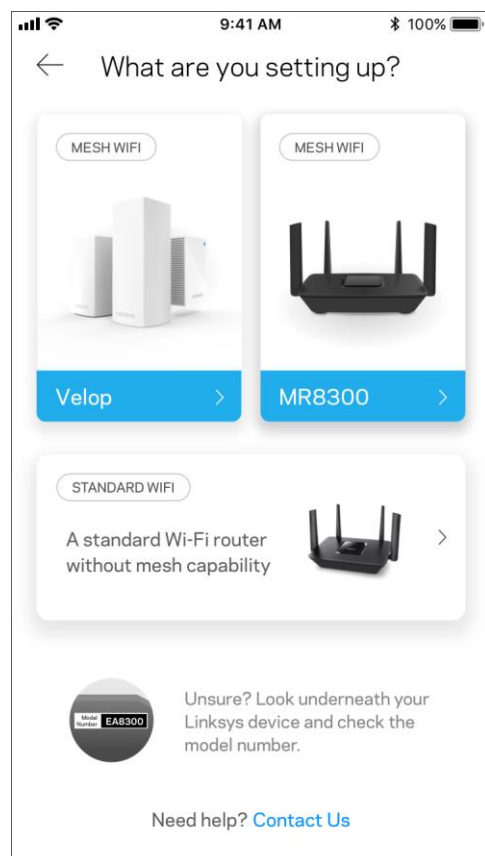 9:41 AM
100%
What are you setting up?
MESH WIFI
MESH WIFI
Velop
MR8300
STANDARD WIFI
A standard Wi-Fi router
without mesh capability
Model
Number
EA8300
Unsure? Look underneath your
Linksys device and check the
model number.
Need help? Contact Us